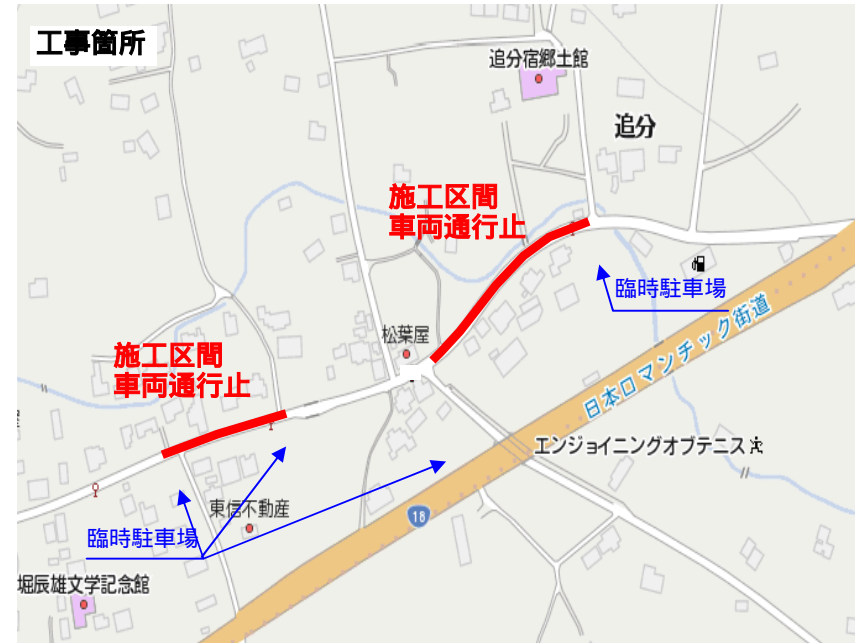 工事箇所
追分宿郷土館
追分
施工区間
車両通行止
臨時駐車場
日本ロマンチック街道
松葉屋
施工区間
車両通行止
エンジョイニングオブテニス
東信不動産
18
臨時駐車場
堀辰雄文学記念館